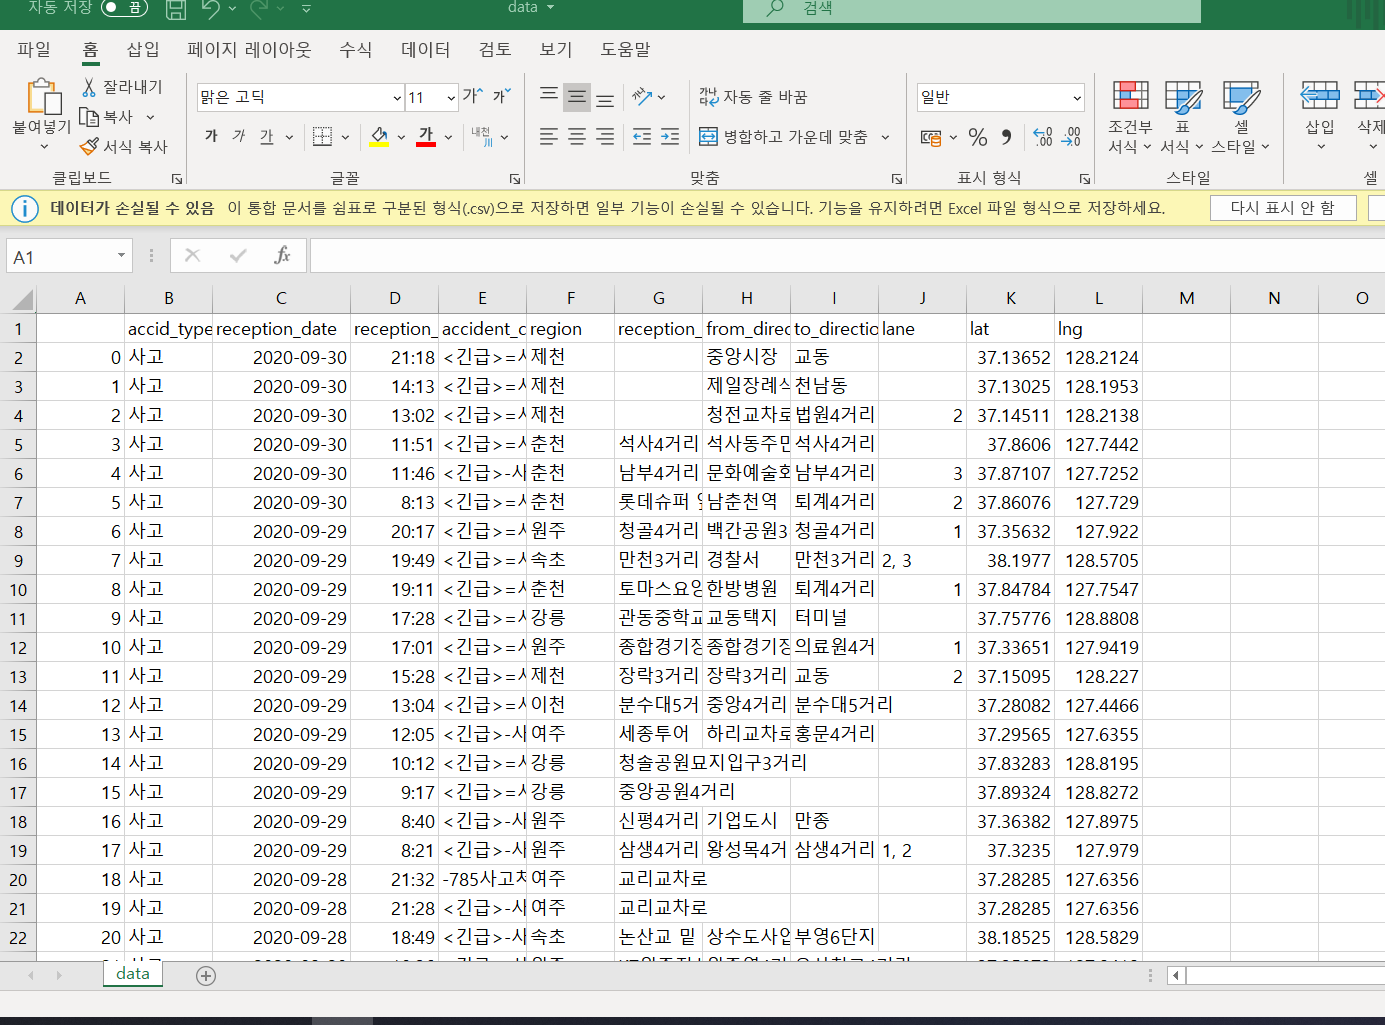 자동 저장 끔 data 검색
파일 홈 삽입 페이지 레이아웃 수식 데이터 검토 보기 도움말
붙여넣기 잘라내기 복사 서식 복사 클립보드
맑은 고딕 11 가 가
가 가 가 가 내천 川
글꼴
자동 줄 바꿈
병합하고 가운데 맞춤
맞춤
일반
표시 형식
조건부 서식 표 서식 셀 스타일
스타일
삽입 삭제
셀
데이터가 손실될 수 있음 이 통합 문서를 쉼표로 구분된 형식(.csv)으로 저장하면 일부 기능이 손실될 수 있습니다. 기능을 유지하려면 Excel 파일 형식으로 저장하세요. 다시 표시 안 함
A1 fx
A B C D E F G H I J K L M N O
1 accid_type reception_date reception_ accident_c region reception_ from_direc to_directio lane lat lng
2 0 사고 2020-09-30 21:18 <긴급>=ㅅ 제천 중앙시장 교동 37.13652 128.2124
3 1 사고 2020-09-30 14:13 <긴급>=ㅅ 제천 제일장례식 천남동 37.13025 128.1953
4 2 사고 2020-09-30 13:02 <긴급>=ㅅ 제천 청전교차로 법원4거리 2 37.14511 128.2138
5 3 사고 2020-09-30 11:51 <긴급>=ㅅ 춘천 석사4거리 석사동주민 석사4거리 37.8606 127.7442
6 4 사고 2020-09-30 11:46 <긴급>-사 춘천 남부4거리 문화예술회 남부4거리 3 37.87107 127.7252
7 5 사고 2020-09-30 8:13 <긴급>=ㅅ 춘천 롯데슈퍼 남춘천역 퇴계4거리 2 37.86076 127.729
8 6 사고 2020-09-29 20:17 <긴급>=ㅅ 원주 청골4거리 백간공원3 청골4거리 1 37.35632 127.922
9 7 사고 2020-09-29 19:49 <긴급>=ㅅ 속초 만천3거리 경찰서 만천3거리 2, 3 38.1977 128.5705
10 8 사고 2020-09-29 19:11 <긴급>=ㅅ 춘천 토마스요양 한방병원 퇴계4거리 1 37.84784 127.7547
11 9 사고 2020-09-29 17:28 <긴급>=ㅅ 강릉 관동중학교 교동택지 터미널 37.75776 128.8808
12 10 사고 2020-09-29 17:01 <긴급>=ㅅ 원주 종합경기장 종합경기장 의료원4거 1 37.33651 127.9419
13 11 사고 2020-09-29 15:28 <긴급>=ㅅ 제천 장락3거리 장락3거리 교동 2 37.15095 128.227
14 12 사고 2020-09-29 13:04 <긴급>=ㅅ 이천 분수대5거 중앙4거리 분수대5거리 37.28082 127.4466
15 13 사고 2020-09-29 12:05 <긴급>-사 여주 세종투어 하리교차로 홍문4거리 37.29565 127.6355
16 14 사고 2020-09-29 10:12 <긴급>=ㅅ 강릉 청솔공원묘지입구3거리 37.83283 128.8195
17 15 사고 2020-09-29 9:17 <긴급>=ㅅ 강릉 중앙공원4거리 37.89324 128.8272
18 16 사고 2020-09-29 8:40 <긴급>-사 원주 신평4거리 기업도시 만종 37.36382 127.8975
19 17 사고 2020-09-29 8:21 <긴급>-사 원주 삼생4거리 왕성목4거 삼생4거리 1, 2 37.3235 127.979
20 18 사고 2020-09-28 21:32 -785사고처 여주 교리교차로 37.28285 127.6356
21 19 사고 2020-09-28 21:28 <긴급>-사 여주 교리교차로 37.28285 127.6356
22 20 사고 2020-09-28 18:49 <긴급>-사 속초 논산교 밑 상수도사업 부영6단지 38.18525 128.5829
data